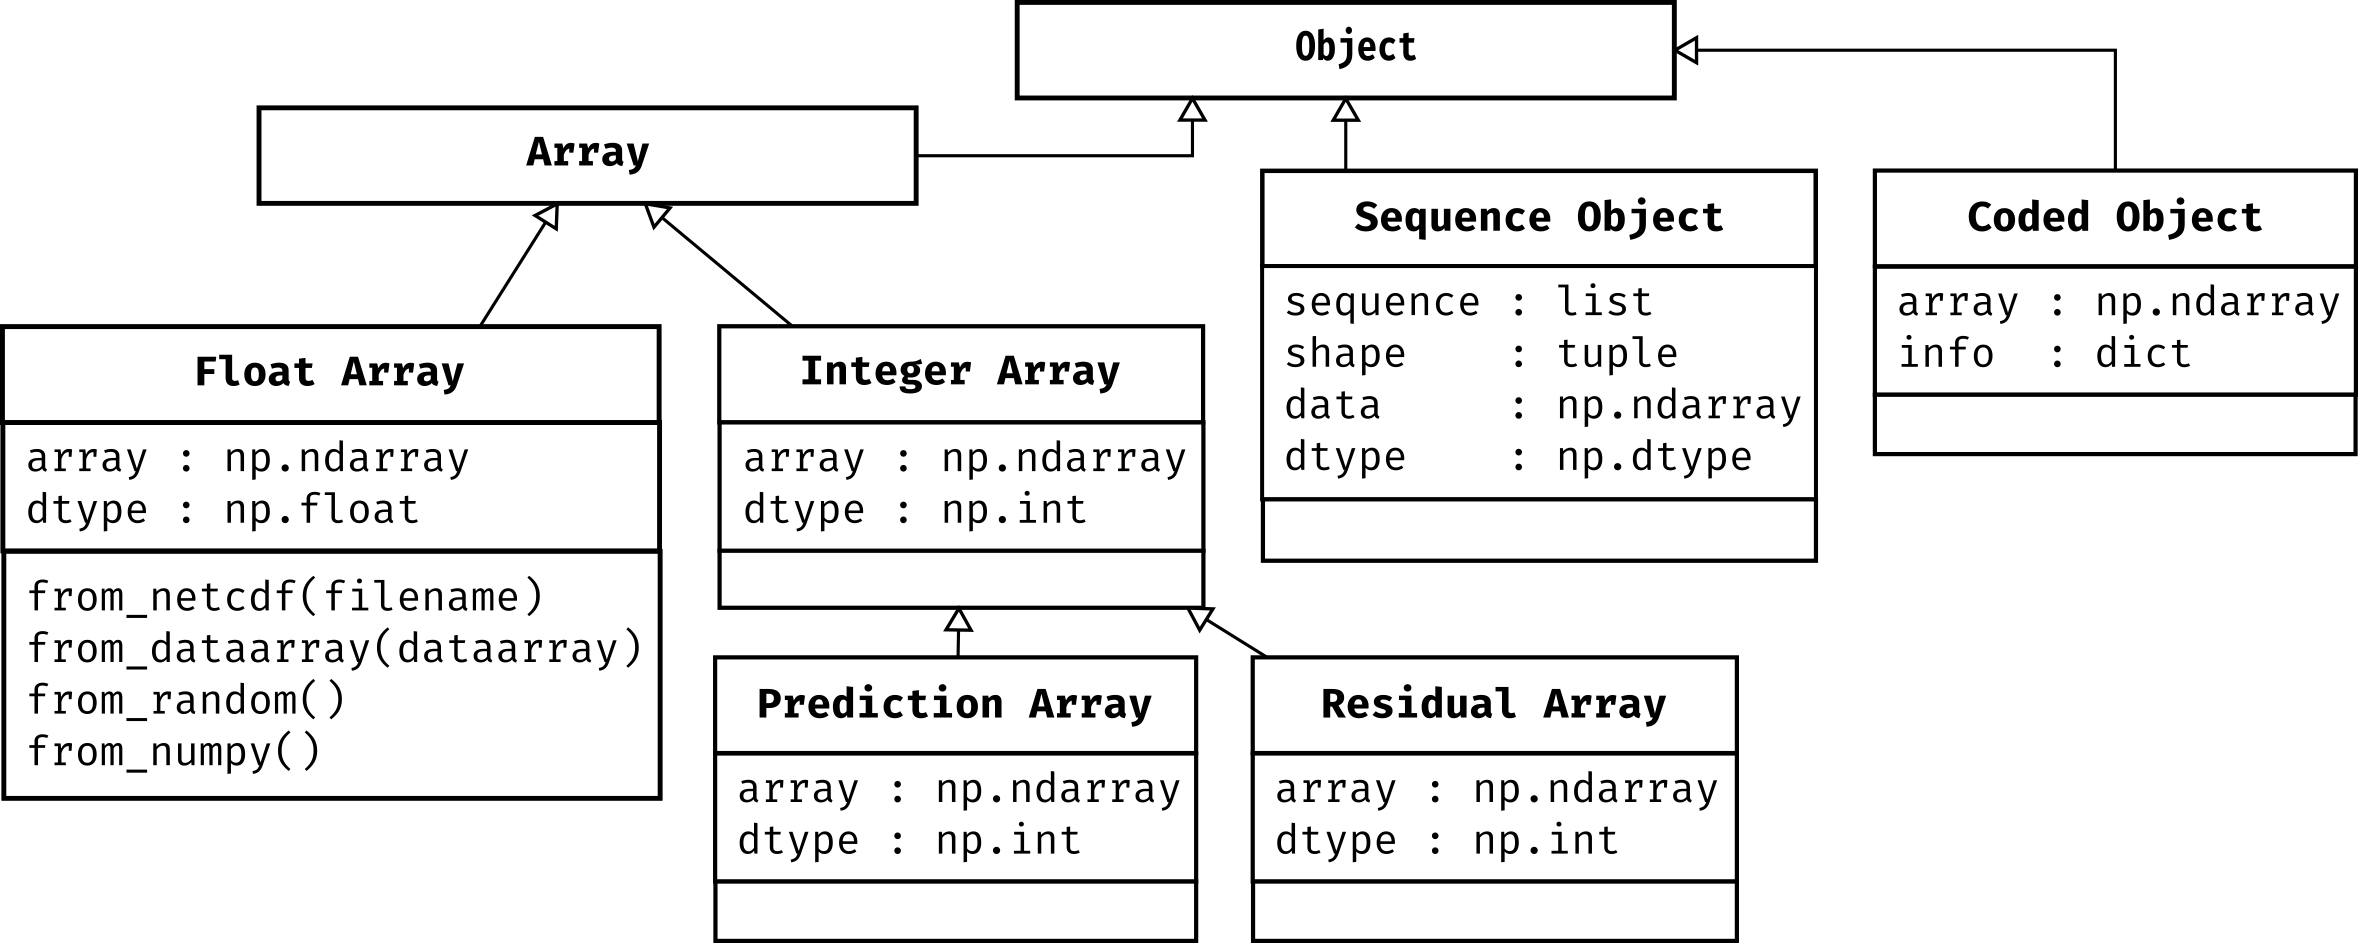 Object
Array
Sequence Object
sequence : list
shape    : tuple
data     : np.ndarray
dtype    : np.dtype
Coded Object
array : np.ndarray
info  : dict
Float Array
array : np.ndarray
dtype : np.float
from_netcdf(filename)
from_dataarray(dataarray)
from_random()
from_numpy()
Integer Array
array : np.ndarray
dtype : np.int
Prediction Array
array : np.ndarray
dtype : np.int
Residual Array
array : np.ndarray
dtype : np.int